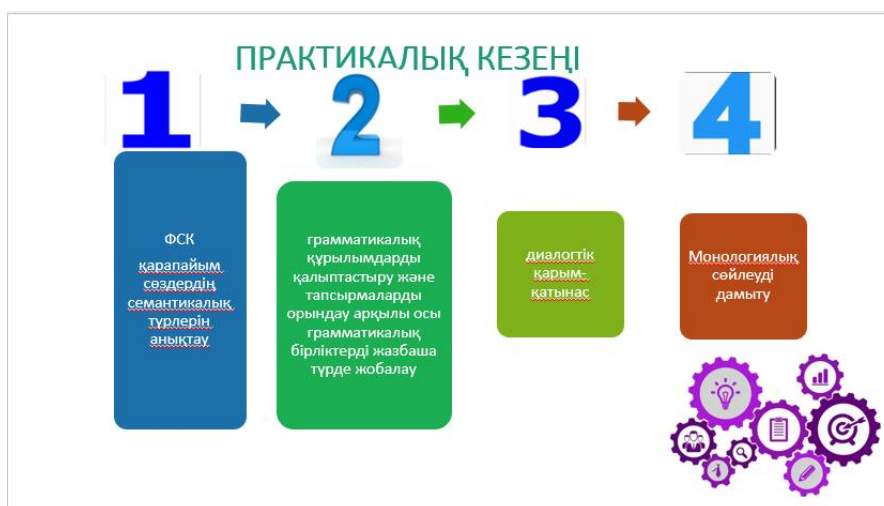 ПРАКТИКАЛЫҚ КЕЗЕҢІ
1
2
3
4
ФСК
қарапайым
сөздердің
семантикалық
түрлерін
анықтау
грамматикалық
құрылымдарды
қалыптастыру және
тапсырмаларды
орындау арқылы осы
грамматикалық
бірліктерді жазбаша
түрде жобалау
диалогтік
қарым-
қатынас
Монологиялық
сөйлеуді
дамыту